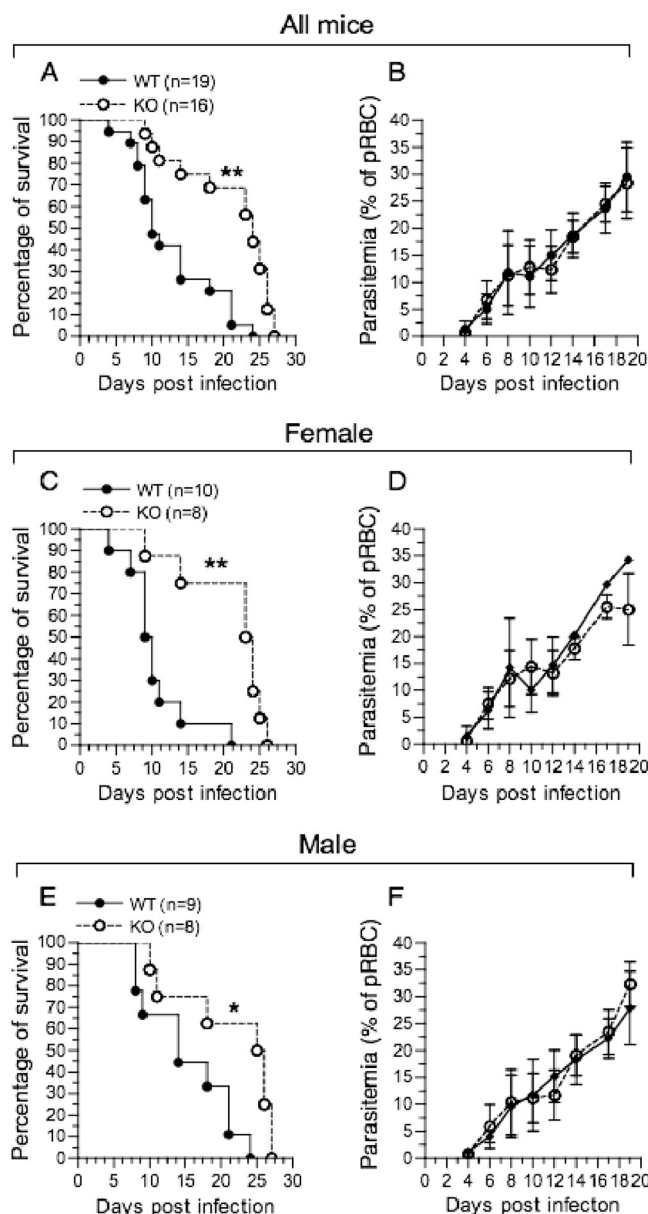 All mice
A
WT (n=19)
KO (n=16)
Percentage of survival
100
90
80
70
60
50
40
30
20
10
0
**
0 5 10 15 20 25 30
Days post infection
B
Parasitemia (% of pRBC)
40
35
30
25
20
15
10
5
0
0 2 4 6 8 10 12 14 16 18 20
Days post infection
Female
C
WT (n=10)
KO (n=8)
Percentage of survival
100
90
80
70
60
50
40
30
20
10
0
**
0 5 10 15 20 25 30
Days post infection
D
Parasitemia (% of pRBC)
40
35
30
25
20
15
10
5
0
0 2 4 6 8 10 12 14 16 18 20
Days post infection
Male
E
WT (n=9)
KO (n=8)
Percentage of survival
100
90
80
70
60
50
40
30
20
10
0
*
0 5 10 15 20 25 30
Days post infection
F
Parasitemia (% of pRBC)
40
35
30
25
20
15
10
5
0
0 2 4 6 8 10 12 14 16 18 20
Days post infecton